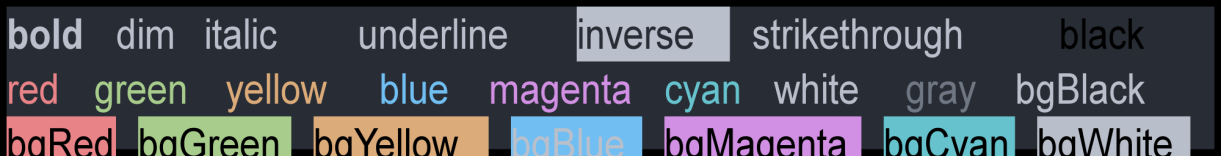 bold dim italic underline inverse strikethrough black
red green yellow blue magenta cyan white gray bgBlack
bgRed bgGreen bgYellow bgBlue bgMagenta bgCyan bgWhite